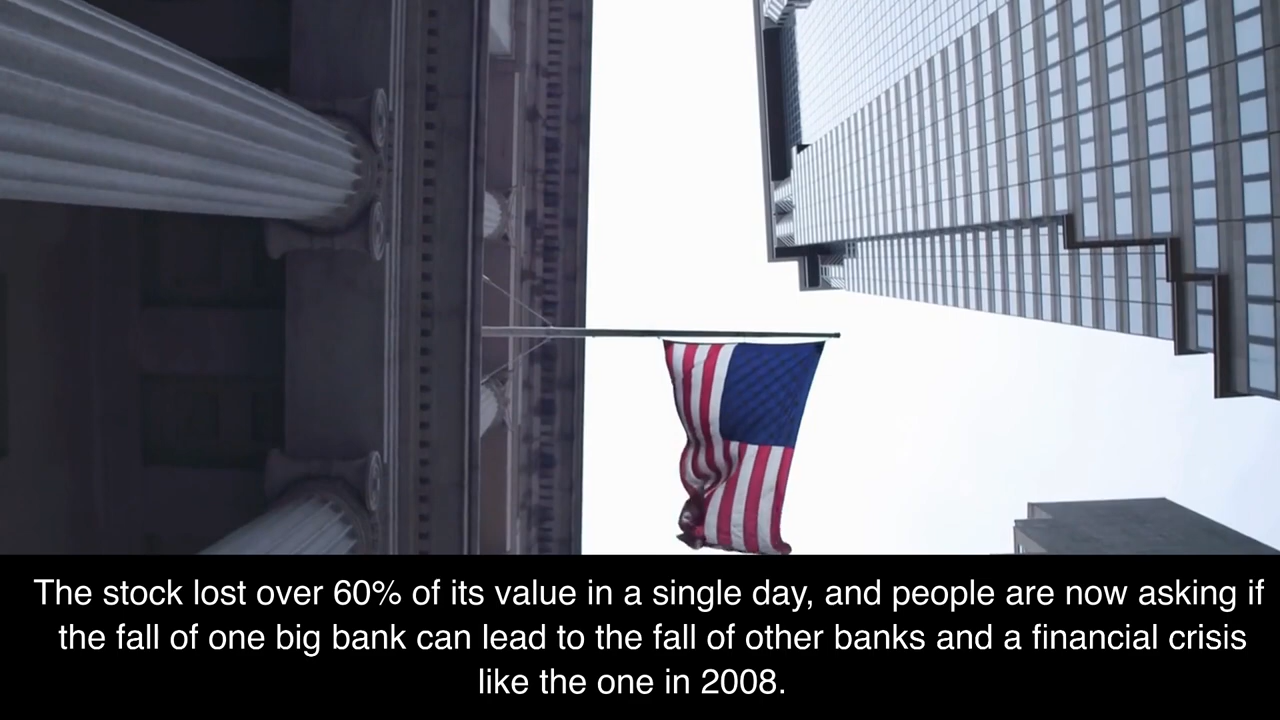 The stock lost over 60% of its value in a single day, and people are now asking if
the fall of one big bank can lead to the fall of other banks and a financial crisis
like the one in 2008.